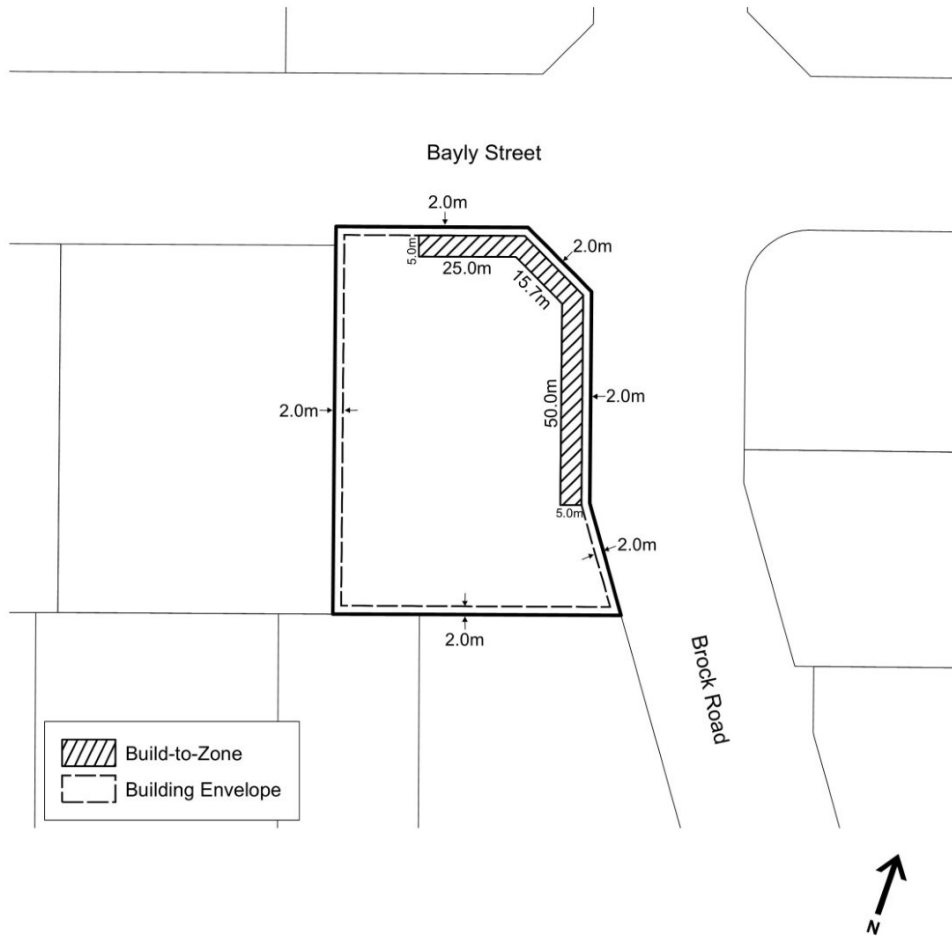 Bayly Street
2.0m
2.0m
5.0m
25.0m
15.7m
50.0m
2.0m
2.0m
5.0m
2.0m
2.0m
Brock Road
Build-to-Zone
Building Envelope
N